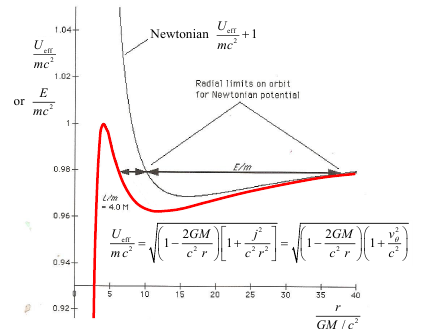 1.04
Newtonian U_eff/mc² + 1
U_eff/mc²
1.02
or E/mc²
Radial limits on orbit
for Newtonian potential
1
0.98
E/m
L/m
= 4.0 M
0.96
U_eff/mc² = √((1 − 2GM/c²r)[1 + j²/c²r²]) = √((1 − 2GM/c²r)(1 + v_θ²/c²))
0.94
0.92
0 5 10 15 20 25 30 35 40
r/GM/c²